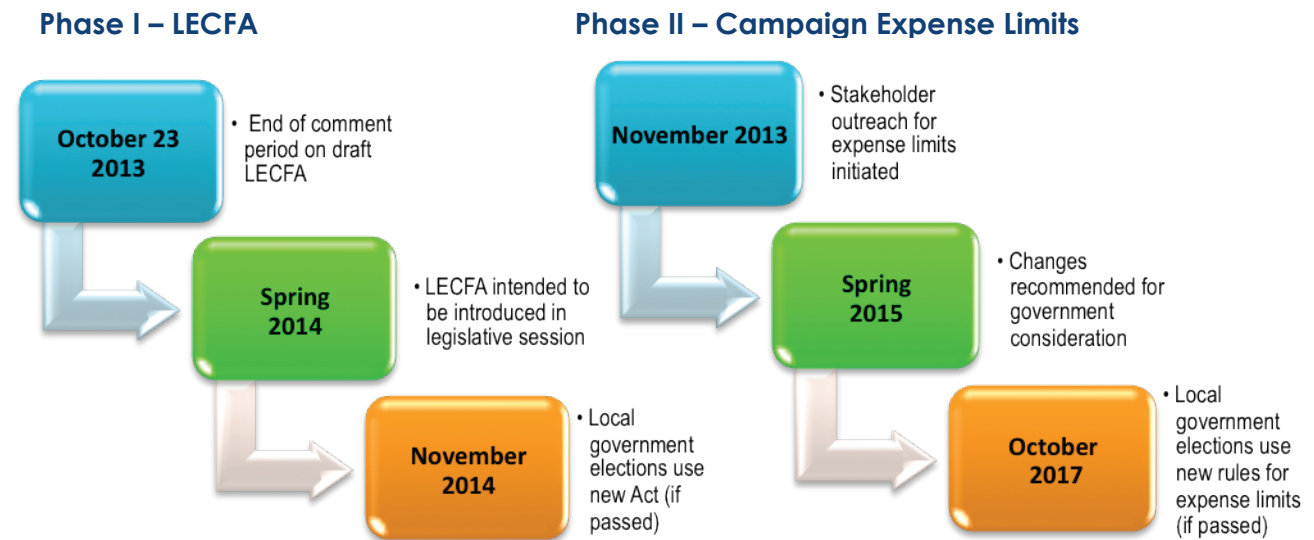 Phase I – LECFA
October 23
2013
• End of comment
period on draft
LECFA
Spring
2014
• LECFA intended to
be introduced in
legislative session
November
2014
• Local
government
elections use
new Act (if
passed)
Phase II – Campaign Expense Limits
November 2013
• Stakeholder
outreach for
expense limits
initiated
Spring
2015
• Changes
recommended for
government
consideration
October
2017
• Local
government
elections use
new rules for
expense limits
(if passed)